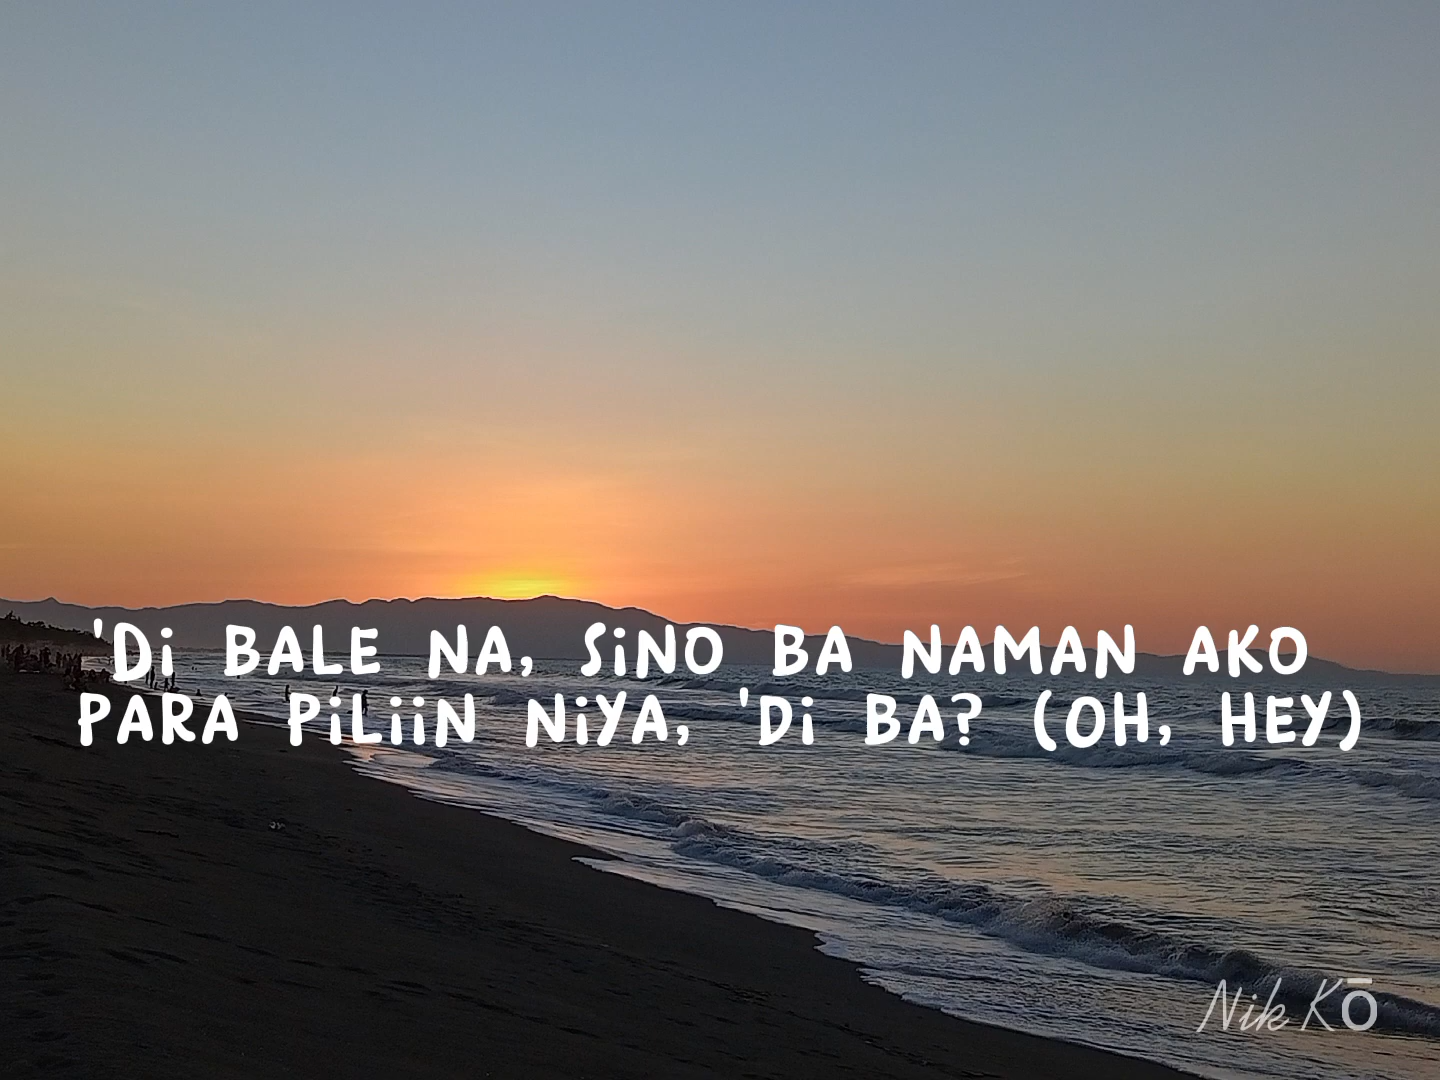 'Di BALE NA, SiNO BA NAMAN AKO
PARA PiLiiN NiYA, 'Di BA? (OH, HEY)
Nik Kō